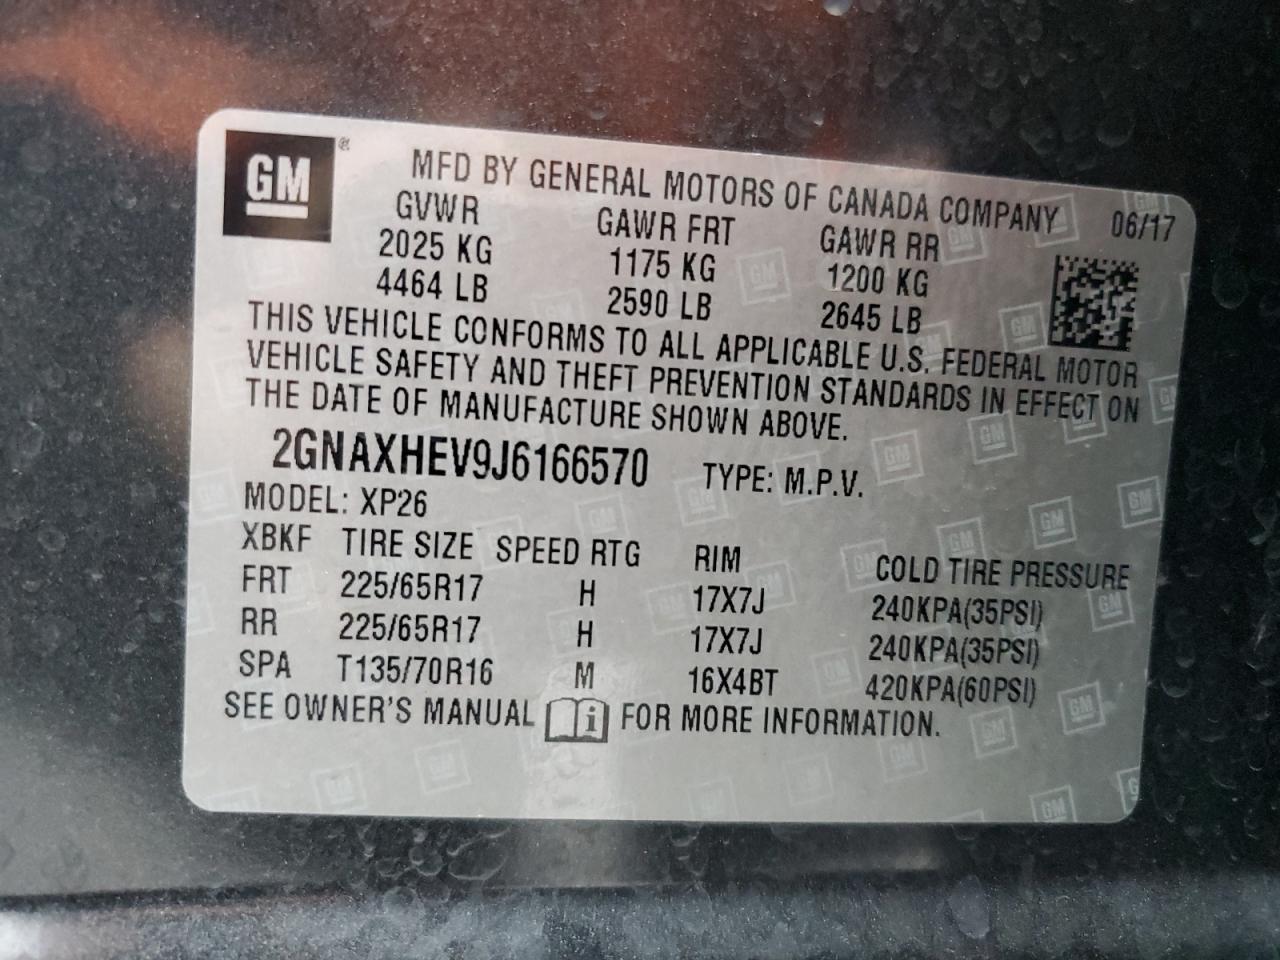 GM ®
MFD BY GENERAL MOTORS OF CANADA COMPANY 06/17
GVWR GAWR FRT GAWR RR
2025 KG 1175 KG 1200 KG
4464 LB 2590 LB 2645 LB
THIS VEHICLE CONFORMS TO ALL APPLICABLE U.S. FEDERAL MOTOR
VEHICLE SAFETY AND THEFT PREVENTION STANDARDS IN EFFECT ON
THE DATE OF MANUFACTURE SHOWN ABOVE.
2GNAXHEV9J6166570 TYPE: M.P.V.
MODEL: XP26
XBKF TIRE SIZE SPEED RTG RIM COLD TIRE PRESSURE
FRT 225/65R17 H 17X7J 240KPA(35PSI)
RR 225/65R17 H 17X7J 240KPA(35PSI)
SPA T135/70R16 M 16X4BT 420KPA(60PSI)
SEE OWNER'S MANUAL i FOR MORE INFORMATION.